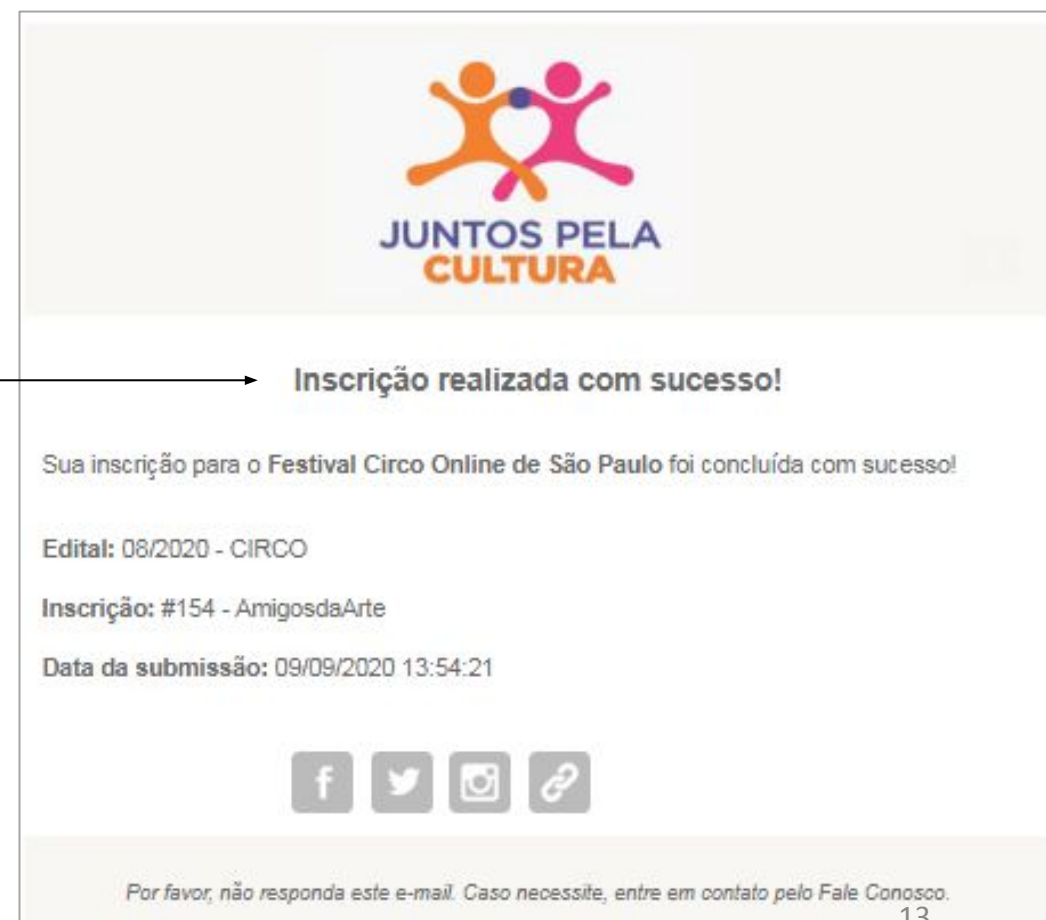 JUNTOS PELA
CULTURA
Inscrição realizada com sucesso!
Sua inscrição para o Festival Circo Online de São Paulo foi concluída com sucesso!
Edital: 08/2020 - CIRCO
Inscrição: #154 - AmigosdaArte
Data da submissão: 09/09/2020 13:54:21
Por favor, não responda este e-mail. Caso necessite, entre em contato pelo Fale Conosco.
13